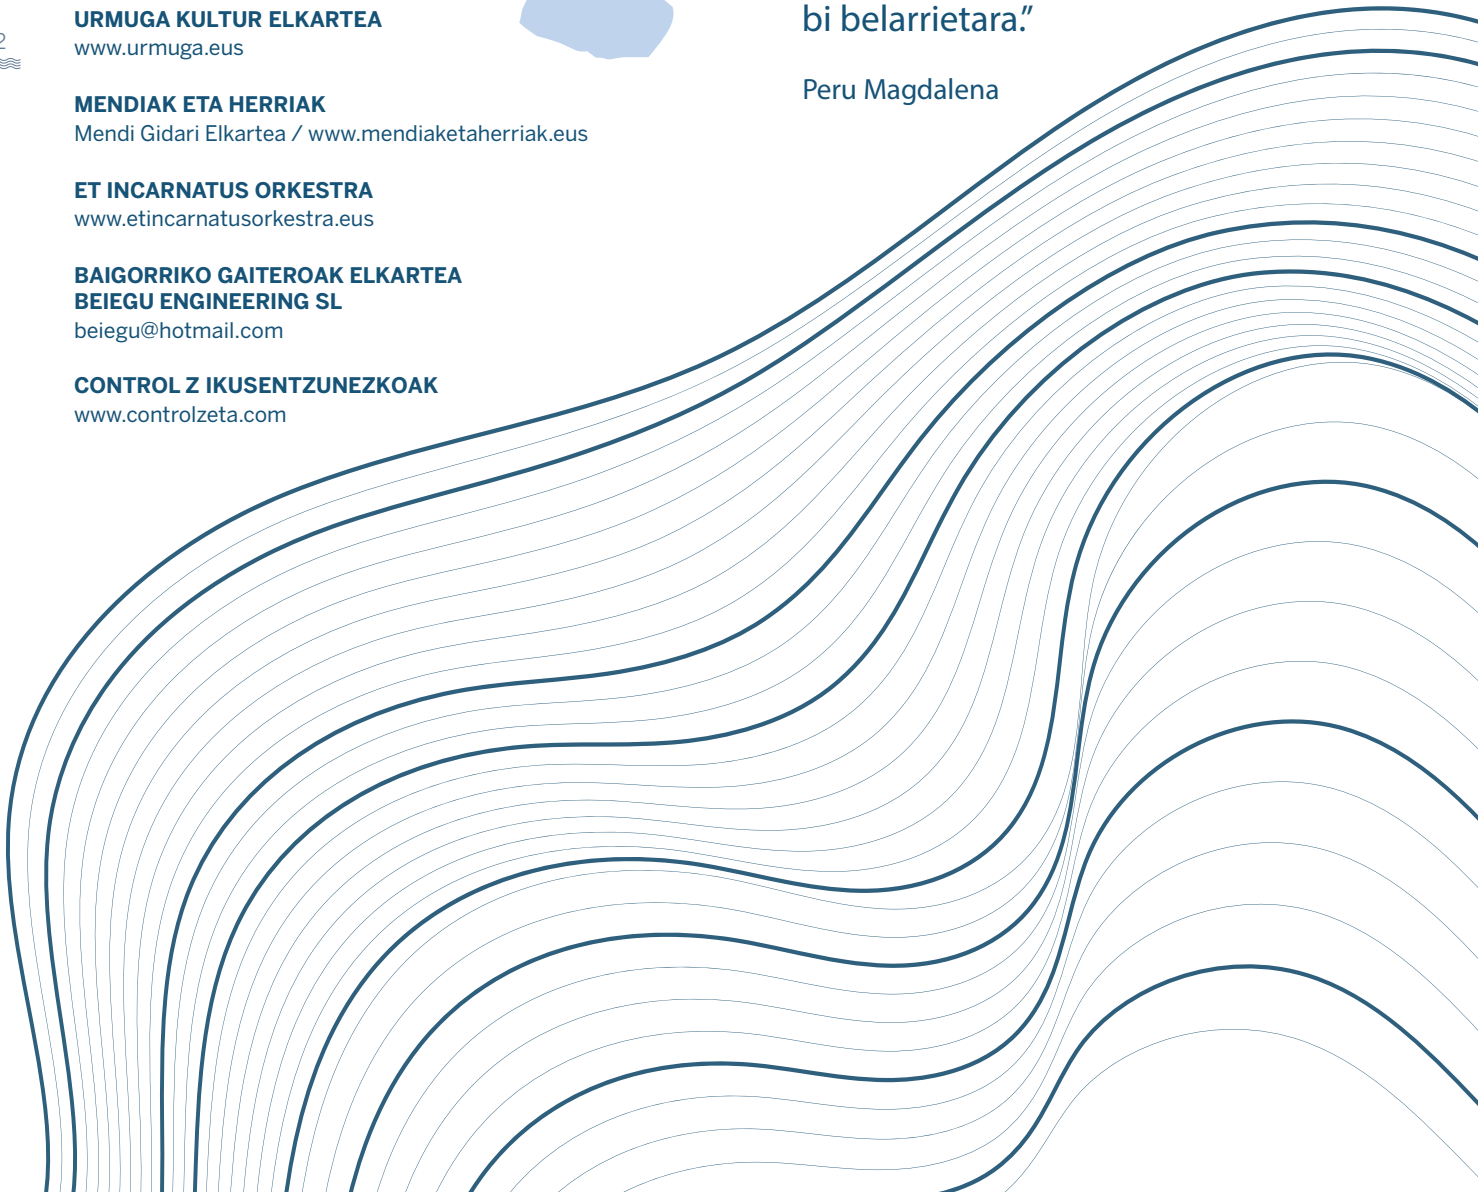 2
URMUGA KULTUR ELKARTEA
www.urmuga.eus
MENDIAK ETA HERRIAK
Mendi Gidari Elkartea / www.mendiaketaherriak.eus
ET INCARNATUS ORKESTRA
www.etincarnatusorkestra.eus
BAIGORRIKO GAITEROAK ELKARTEA
BEIEGU ENGINEERING SL
beiegu@hotmail.com
CONTROL Z IKUSENTZUNEZKOAK
www.controlzeta.com
bi belarrietara."
Peru Magdalena